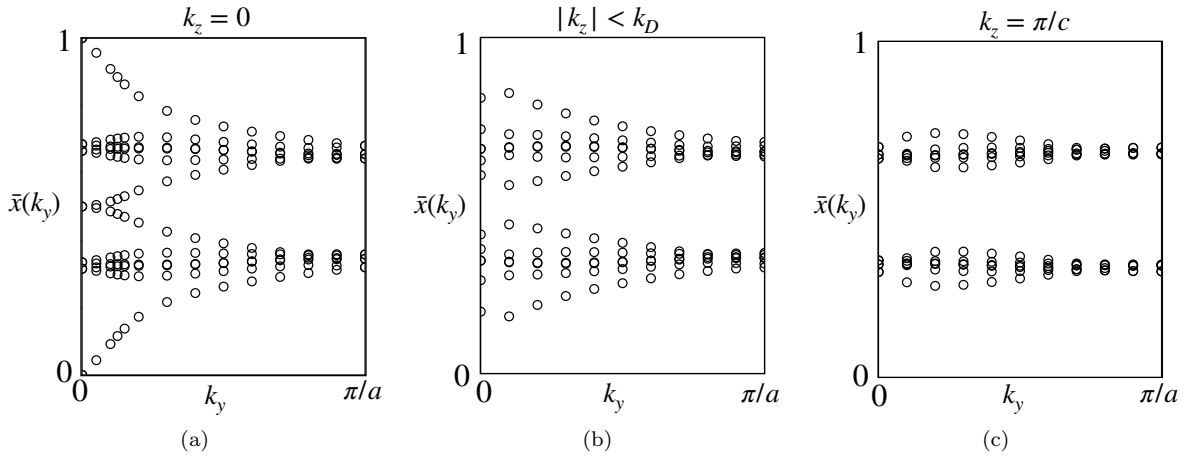 k_z = 0
1
x̄(k_y)
0
0
k_y
π/a
(a)
|k_z| < k_D
1
x̄(k_y)
0
0
k_y
π/a
(b)
k_z = π/c
1
x̄(k_y)
0
0
k_y
π/a
(c)